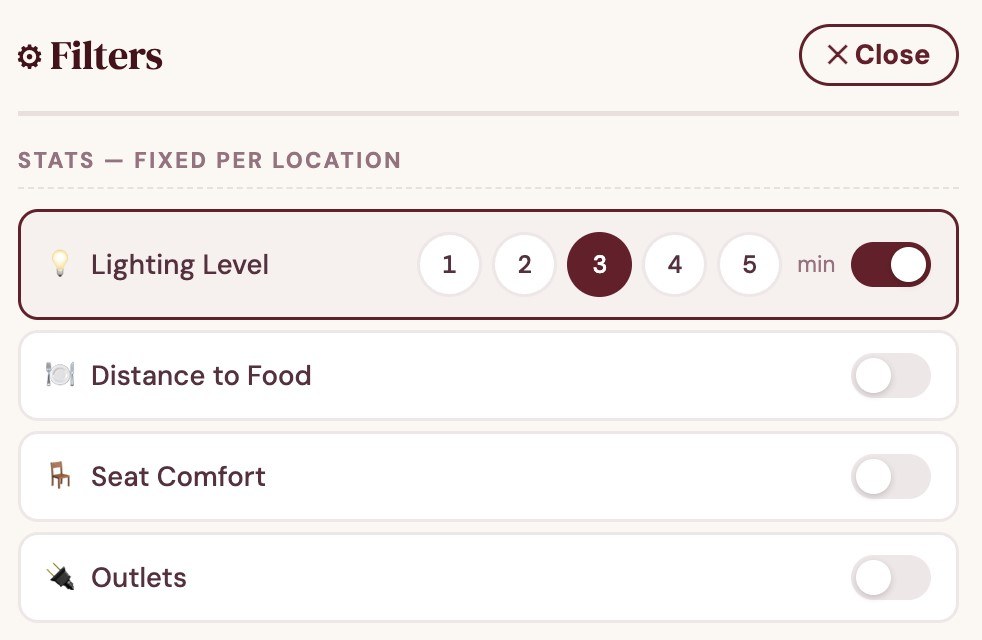 Filters
Close
STATS — FIXED PER LOCATION
Lighting Level 1 2 3 4 5 min
Distance to Food
Seat Comfort
Outlets